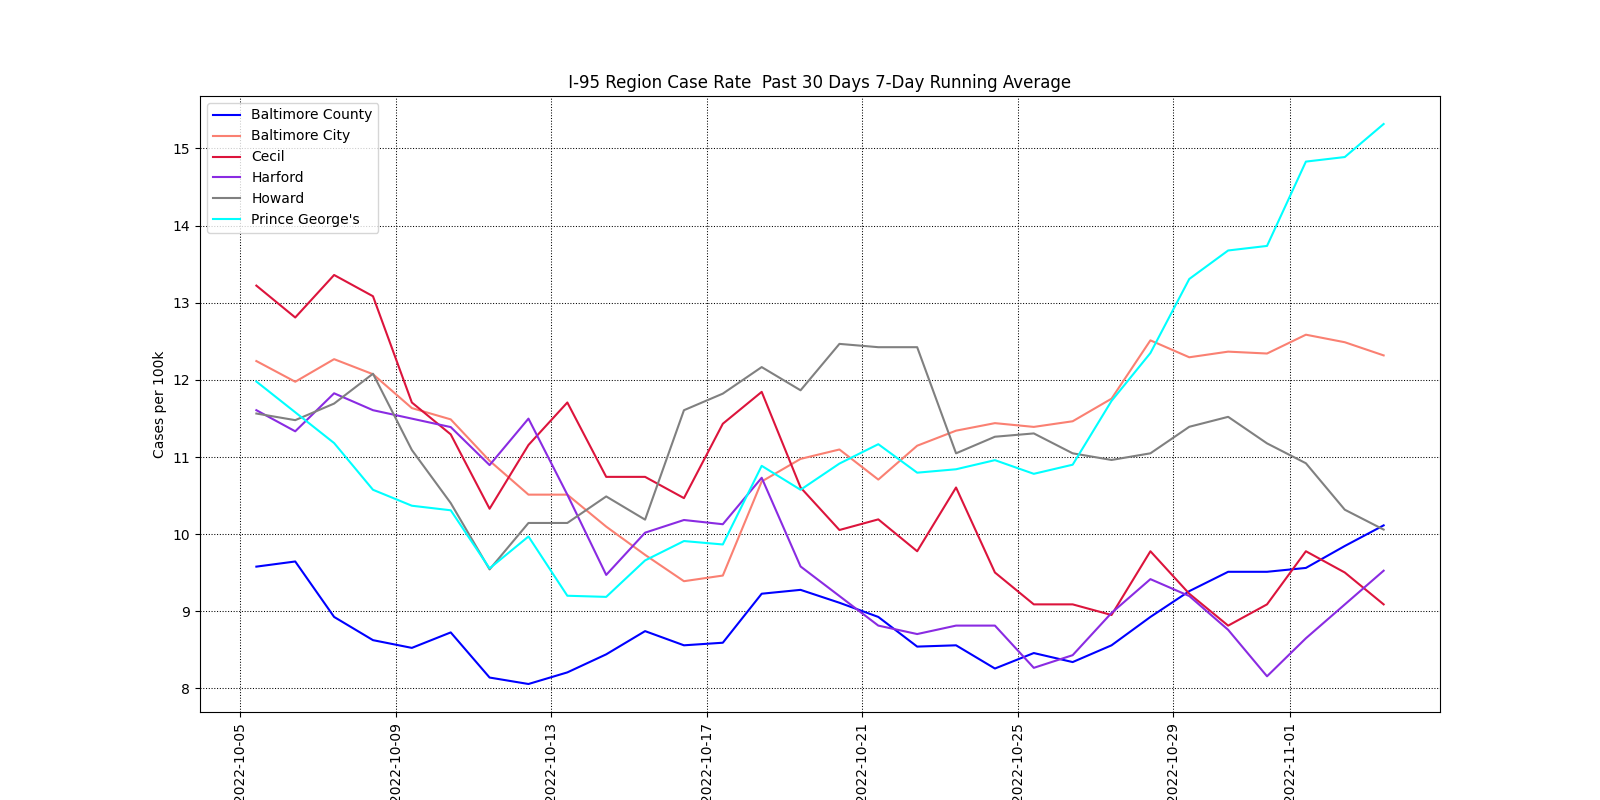 I-95 Region Case Rate  Past 30 Days 7-Day Running Average
Baltimore County
Baltimore City
Cecil
Harford
Howard
Prince George's
Cases per 100k
15
14
13
12
11
10
9
8
2022-10-05
2022-10-09
2022-10-13
2022-10-17
2022-10-21
2022-10-25
2022-10-29
2022-11-01